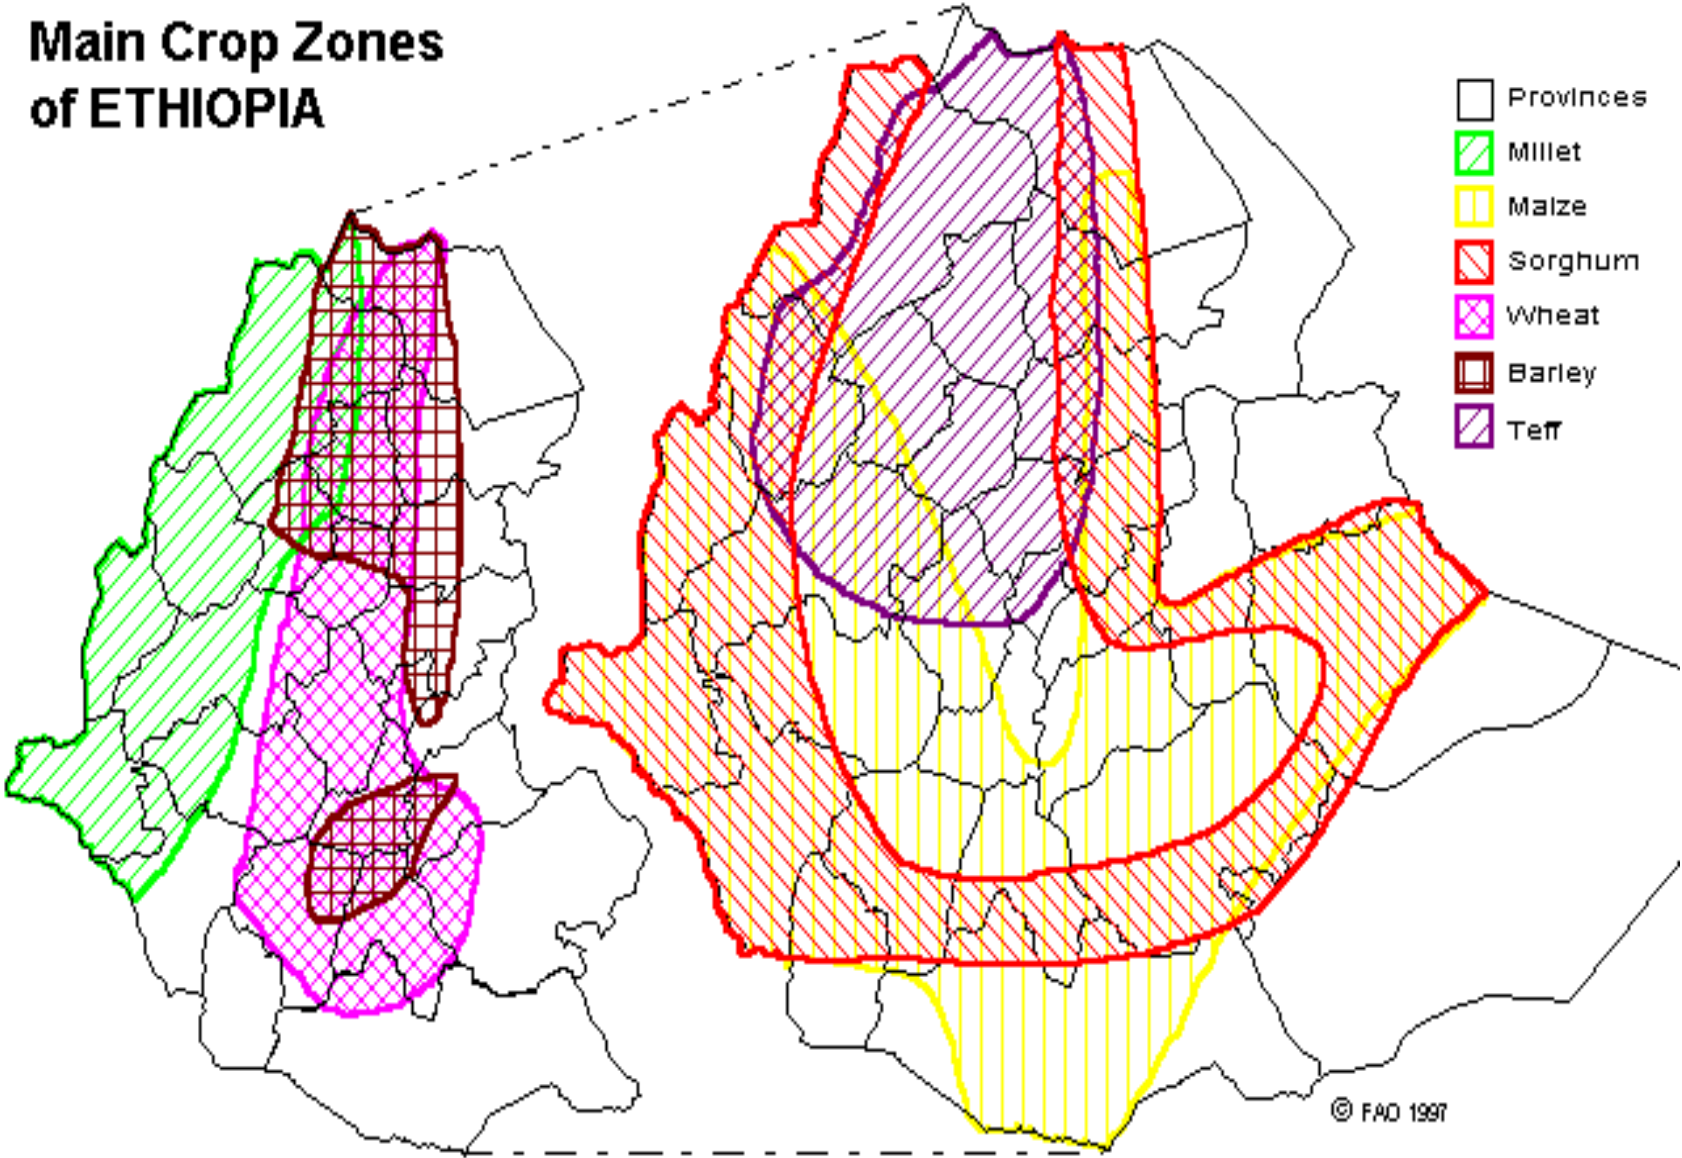 Main Crop Zones
of ETHIOPIA
Provinces
Millet
Maize
Sorghum
Wheat
Barley
Teff
© FAO 1997